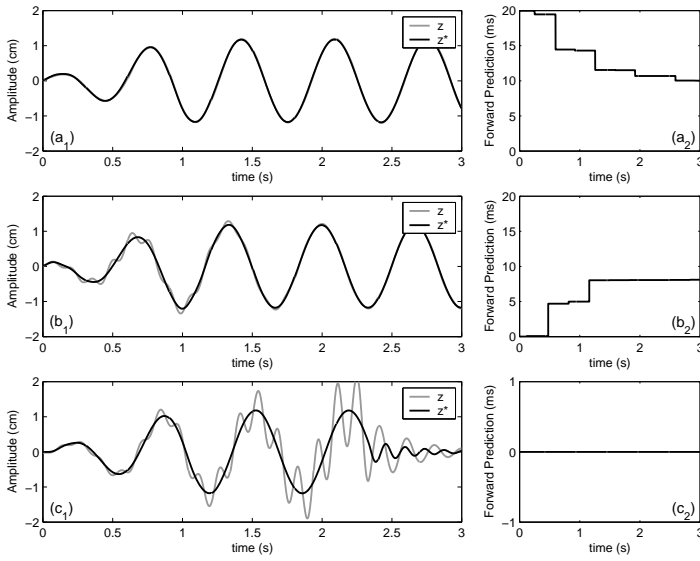 2
1
0
−1
−2
Amplitude (cm)
z
z*
(a1)
0 0.5 1 1.5 2 2.5 3
time (s)
20
15
10
5
0
Forward Prediction (ms)
(a2)
0 1 2 3
time (s)
2
1
0
−1
−2
Amplitude (cm)
z
z*
(b1)
0 0.5 1 1.5 2 2.5 3
time (s)
20
15
10
5
0
Forward Prediction (ms)
(b2)
0 1 2 3
time (s)
2
1
0
−1
−2
Amplitude (cm)
z
z*
(c1)
0 0.5 1 1.5 2 2.5 3
time (s)
1
0
−1
Forward Prediction (ms)
(c2)
0 1 2 3
time (s)